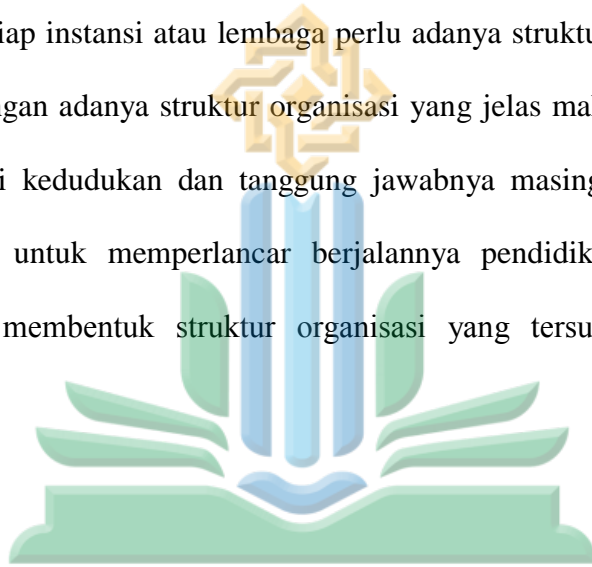 iap instansi atau lembaga perlu adanya struktu
ngan adanya struktur organisasi yang jelas ma
i kedudukan dan tanggung jawabnya masing
untuk memperlancar berjalannya pendidik
membentuk struktur organisasi yang tersu